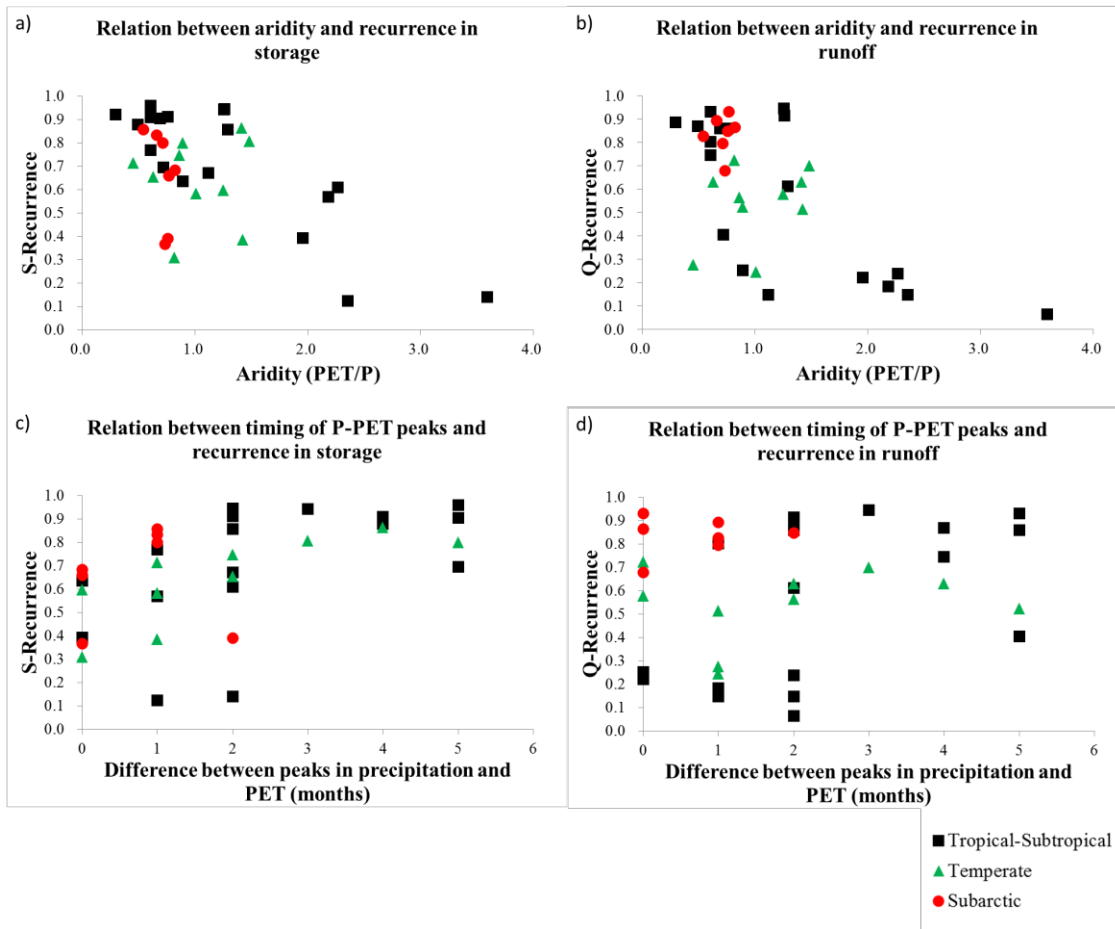 a)
Relation between aridity and recurrence in
storage
S-Recurrence
1.0
0.9
0.8
0.7
0.6
0.5
0.4
0.3
0.2
0.1
0.0
0.0 1.0 2.0 3.0 4.0
Aridity (PET/P)
b)
Relation between aridity and recurrence in
runoff
Q-Recurrence
1.0
0.9
0.8
0.7
0.6
0.5
0.4
0.3
0.2
0.1
0.0
0.0 1.0 2.0 3.0 4.0
Aridity (PET/P)
c)
Relation between timing of P-PET peaks and
recurrence in storage
S-Recurrence
1.0
0.9
0.8
0.7
0.6
0.5
0.4
0.3
0.2
0.1
0.0
0 1 2 3 4 5 6
Difference between peaks in precipitation and
PET (months)
d)
Relation between timing of P-PET peaks and
recurrence in runoff
Q-Recurrence
1.0
0.9
0.8
0.7
0.6
0.5
0.4
0.3
0.2
0.1
0.0
0 1 2 3 4 5 6
Difference between peaks in precipitation and
PET (months)
Tropical-Subtropical
Temperate
Subarctic